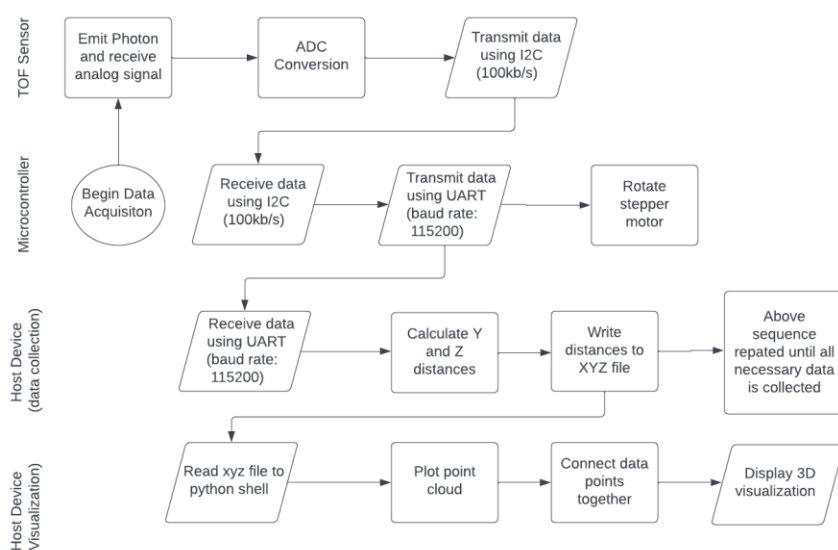 TOF Sensor
Emit Photon
and receive
analog signal
ADC
Conversion
Transmit data
using I2C
(100kb/s)
Microcontroller
Begin Data
Acquisiton
Receive data
using I2C
(100kb/s)
Transmit data
using UART
(baud rate:
115200)
Rotate
stepper
motor
Host Device
(data collection)
Receive data
using UART
(baud rate:
115200)
Calculate Y
and Z
distances
Write
distances to
XYZ file
Above
sequence
repated until all
necessary data
is collected
Host Device
Visualization)
Read xyz file to
python shell
Plot point
cloud
Connect data
points
together
Display 3D
visualization